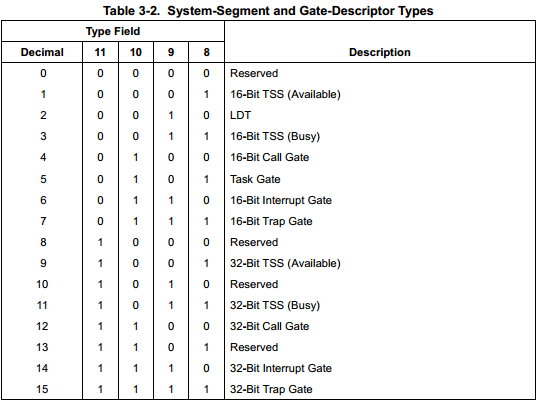 Table 3-2. System-Segment and Gate-Descriptor Types
Type Field
Decimal 11 10 9 8 Description
0 0 0 0 0 Reserved
1 0 0 0 1 16-Bit TSS (Available)
2 0 0 1 0 LDT
3 0 0 1 1 16-Bit TSS (Busy)
4 0 1 0 0 16-Bit Call Gate
5 0 1 0 1 Task Gate
6 0 1 1 0 16-Bit Interrupt Gate
7 0 1 1 1 16-Bit Trap Gate
8 1 0 0 0 Reserved
9 1 0 0 1 32-Bit TSS (Available)
10 1 0 1 0 Reserved
11 1 0 1 1 32-Bit TSS (Busy)
12 1 1 0 0 32-Bit Call Gate
13 1 1 0 1 Reserved
14 1 1 1 0 32-Bit Interrupt Gate
15 1 1 1 1 32-Bit Trap Gate